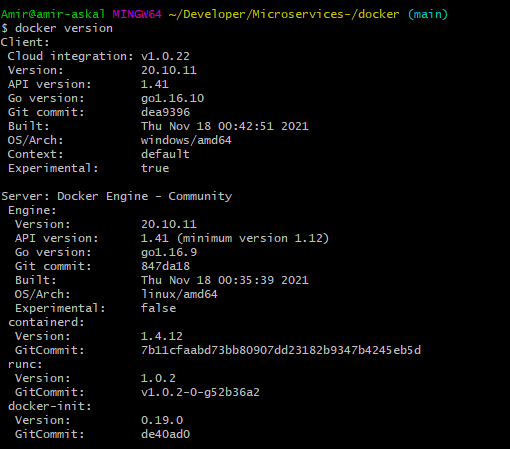 Amir@amir-askal MINGW64 ~/Developer/Microservices-/docker (main)
$ docker version
Client:
 Cloud integration: v1.0.22
 Version:           20.10.11
 API version:       1.41
 Go version:        go1.16.10
 Git commit:        dea9396
 Built:             Thu Nov 18 00:42:51 2021
 OS/Arch:           windows/amd64
 Context:           default
 Experimental:      true

Server: Docker Engine - Community
 Engine:
  Version:          20.10.11
  API version:      1.41 (minimum version 1.12)
  Go version:       go1.16.9
  Git commit:       847da18
  Built:            Thu Nov 18 00:35:39 2021
  OS/Arch:          linux/amd64
  Experimental:     false
 containerd:
  Version:          1.4.12
  GitCommit:        7b11cfaabd73bb80907dd23182b9347b4245eb5d
 runc:
  Version:          1.0.2
  GitCommit:        v1.0.2-0-g52b36a2
 docker-init:
  Version:          0.19.0
  GitCommit:        de40ad0